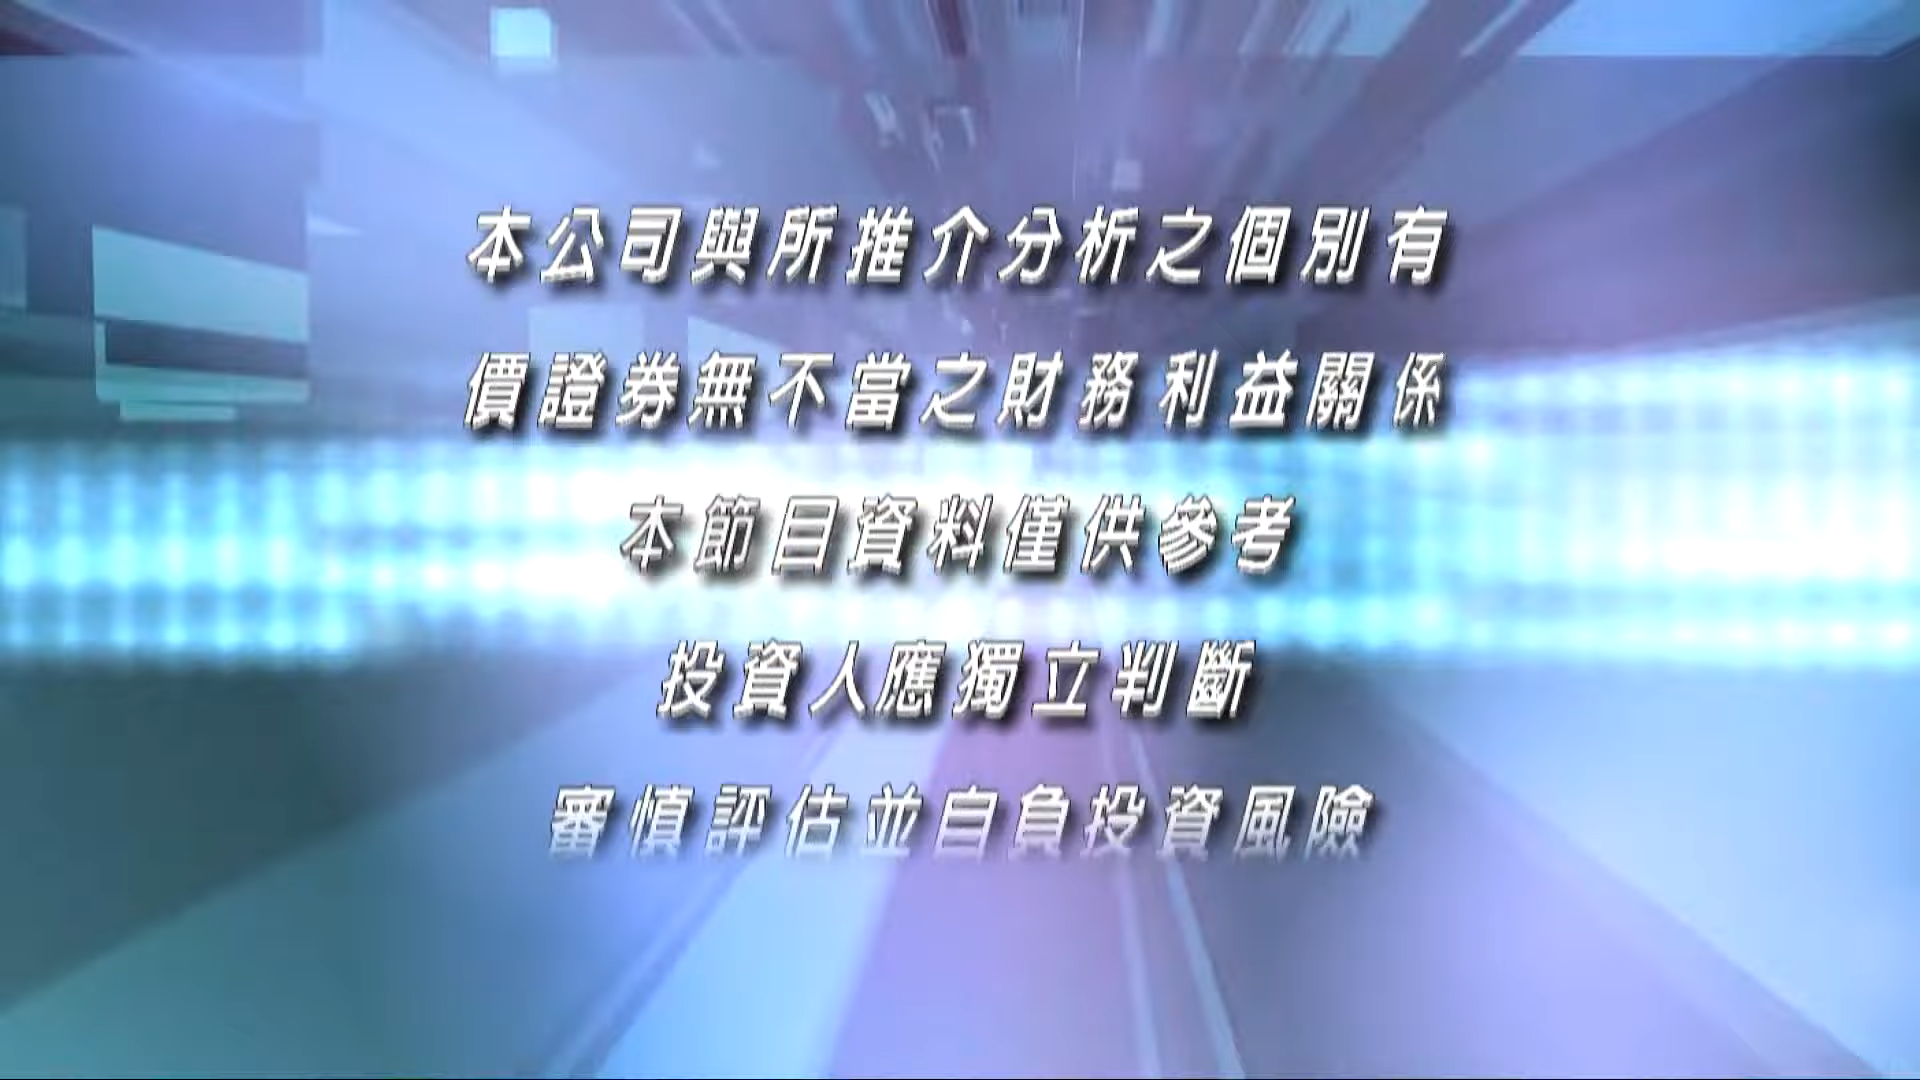 本公司與所推介分析之個別有
價證券無不當之財務利益關係
本節目資料僅供參考
投資人應獨立判斷
審慎評估並自負投資風險